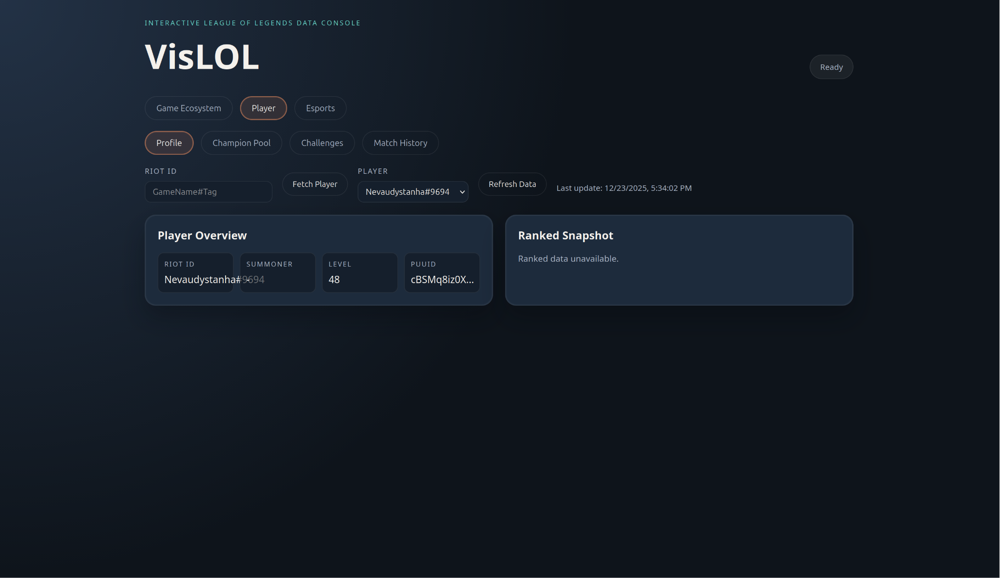 INTERACTIVE LEAGUE OF LEGENDS DATA CONSOLE
VisLOL
Ready
Game Ecosystem
Player
Esports
Profile
Champion Pool
Challenges
Match History
RIOT ID
GameName#Tag
Fetch Player
PLAYER
Nevaudystanha#9694
Refresh Data
Last update: 12/23/2025, 5:34:02 PM
Player Overview
RIOT ID
Nevaudystanha#9694
SUMMONER
-
LEVEL
48
PUUID
cBSMq8iz0X...
Ranked Snapshot
Ranked data unavailable.